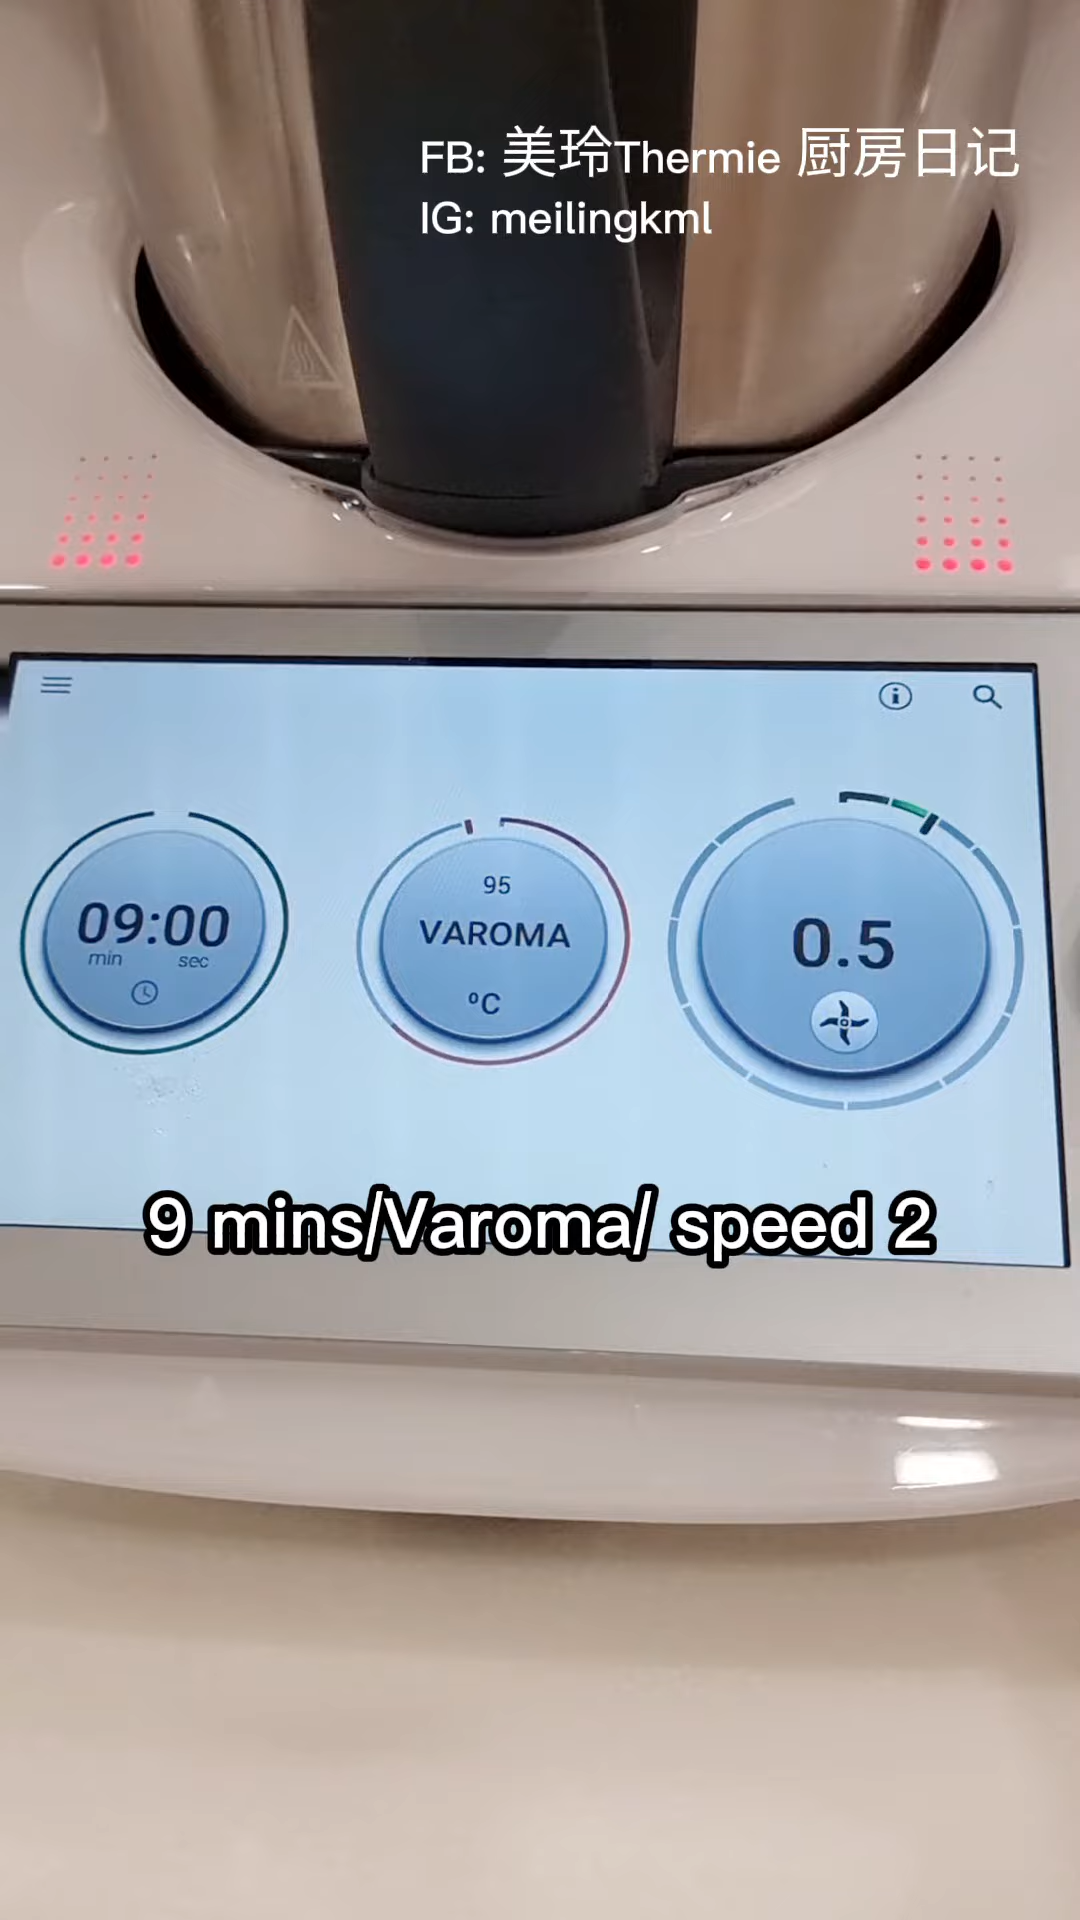 FB: 美玲Thermie 厨房日记
IG: meilingkml
09:00
min sec
95
VAROMA
ºC
0.5
9 mins/Varoma/ speed 2